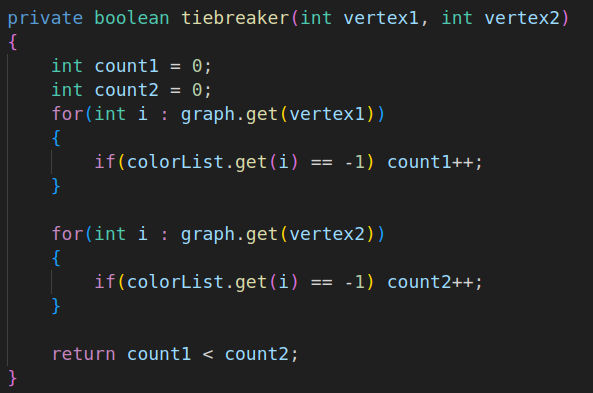 private boolean tiebreaker(int vertex1, int vertex2)
{
    int count1 = 0;
    int count2 = 0;
    for(int i : graph.get(vertex1))
    {
        if(colorList.get(i) == -1) count1++;
    }

    for(int i : graph.get(vertex2))
    {
        if(colorList.get(i) == -1) count2++;
    }

    return count1 < count2;
}